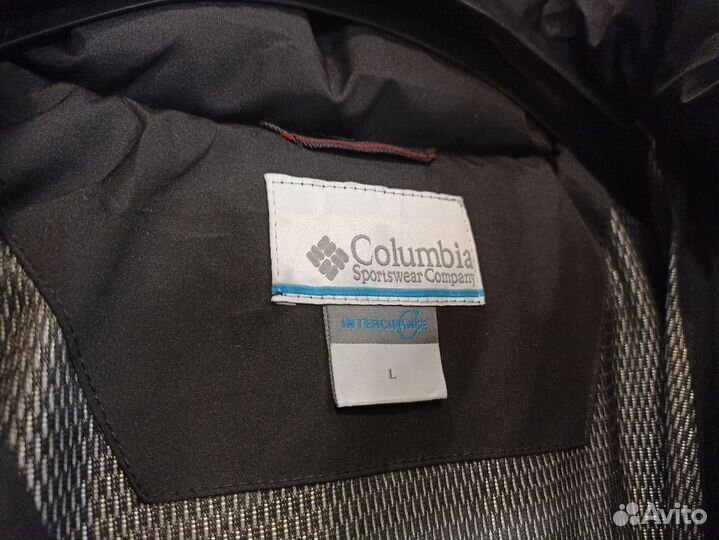 Columbia
Sportswear Company
INTERCHANGE
L
Avito